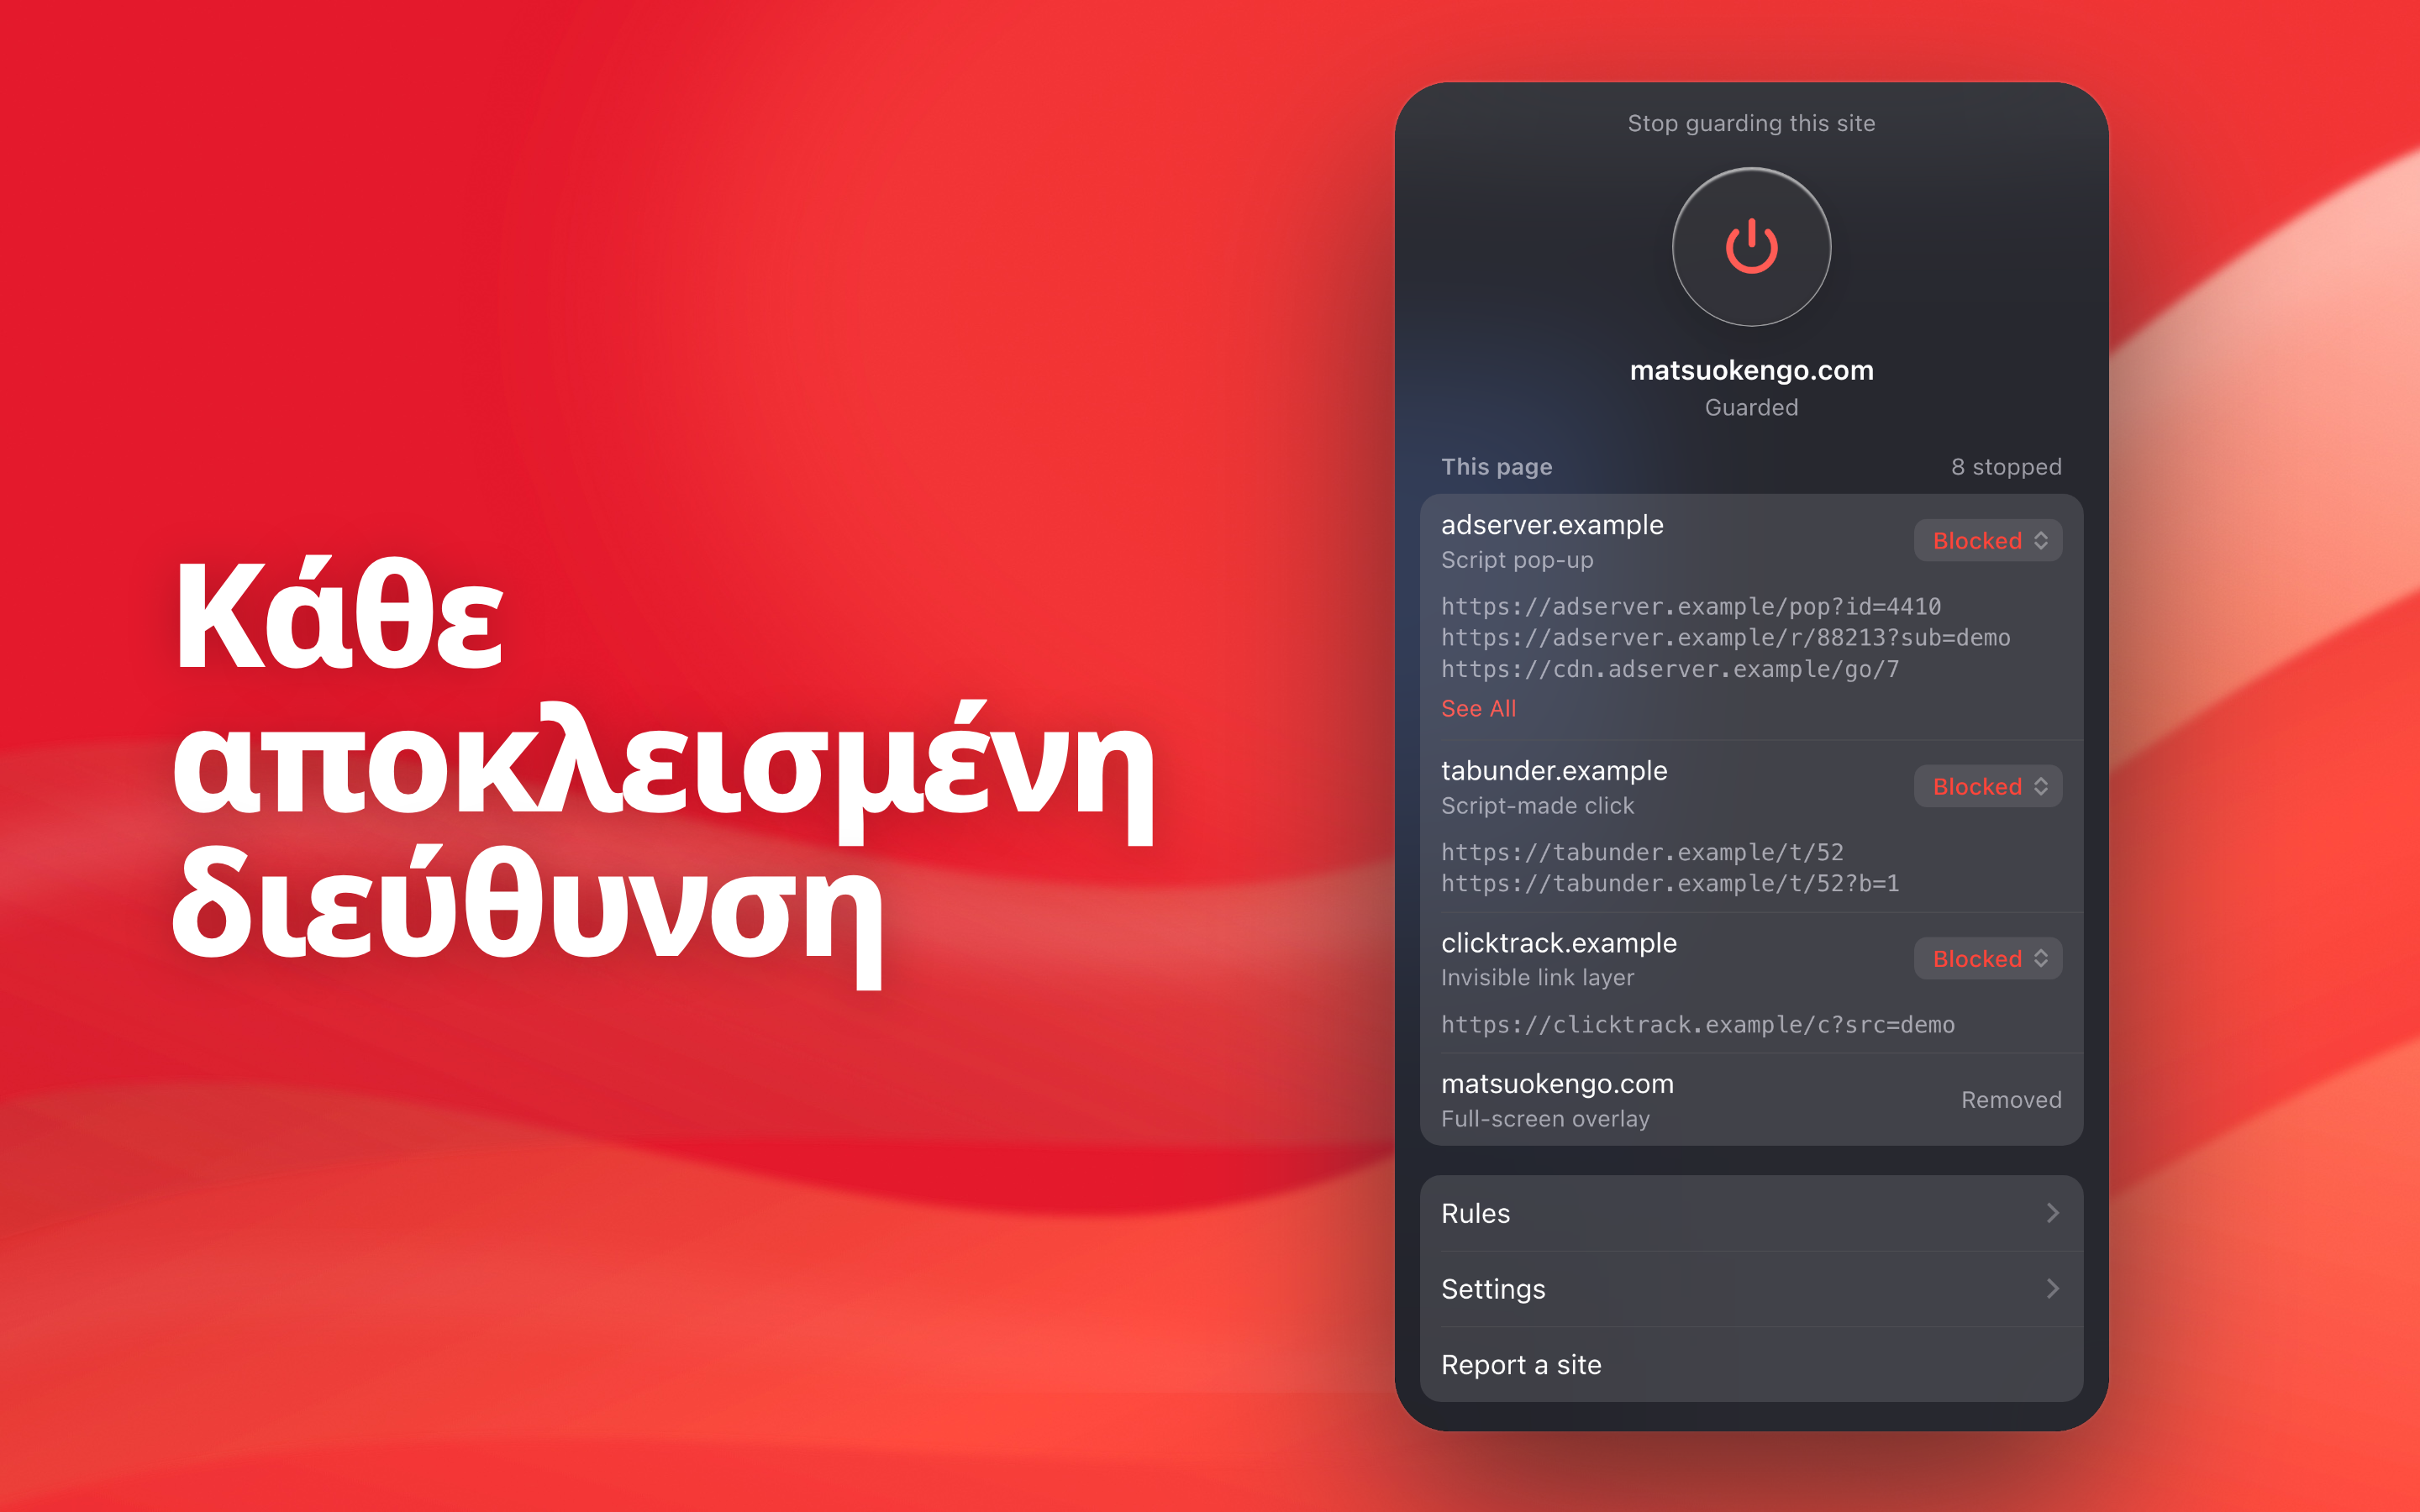 Κάθε
αποκλεισμένη
διεύθυνση
Stop guarding this site
matsuokengo.com
Guarded
This page
8 stopped
adserver.example
Blocked
Script pop-up
https://adserver.example/pop?id=4410
https://adserver.example/r/88213?sub=demo
https://cdn.adserver.example/go/7
See All
tabunder.example
Blocked
Script-made click
https://tabunder.example/t/52
https://tabunder.example/t/52?b=1
clicktrack.example
Blocked
Invisible link layer
https://clicktrack.example/c?src=demo
matsuokengo.com
Removed
Full-screen overlay
Rules
Settings
Report a site